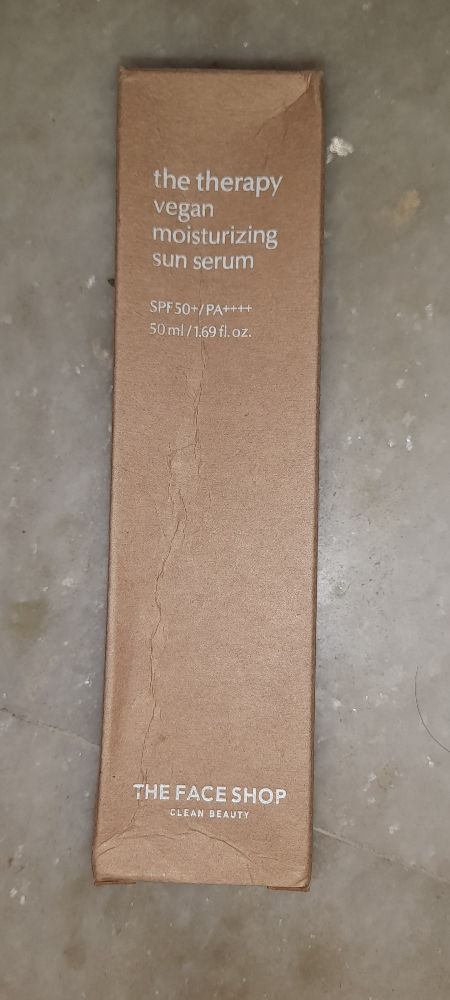 the therapy
vegan
moisturizing
sun serum
SPF50+/PA++++
50 ml / 1.69 fl. oz.
THE FACE SHOP
CLEAN BEAUTY